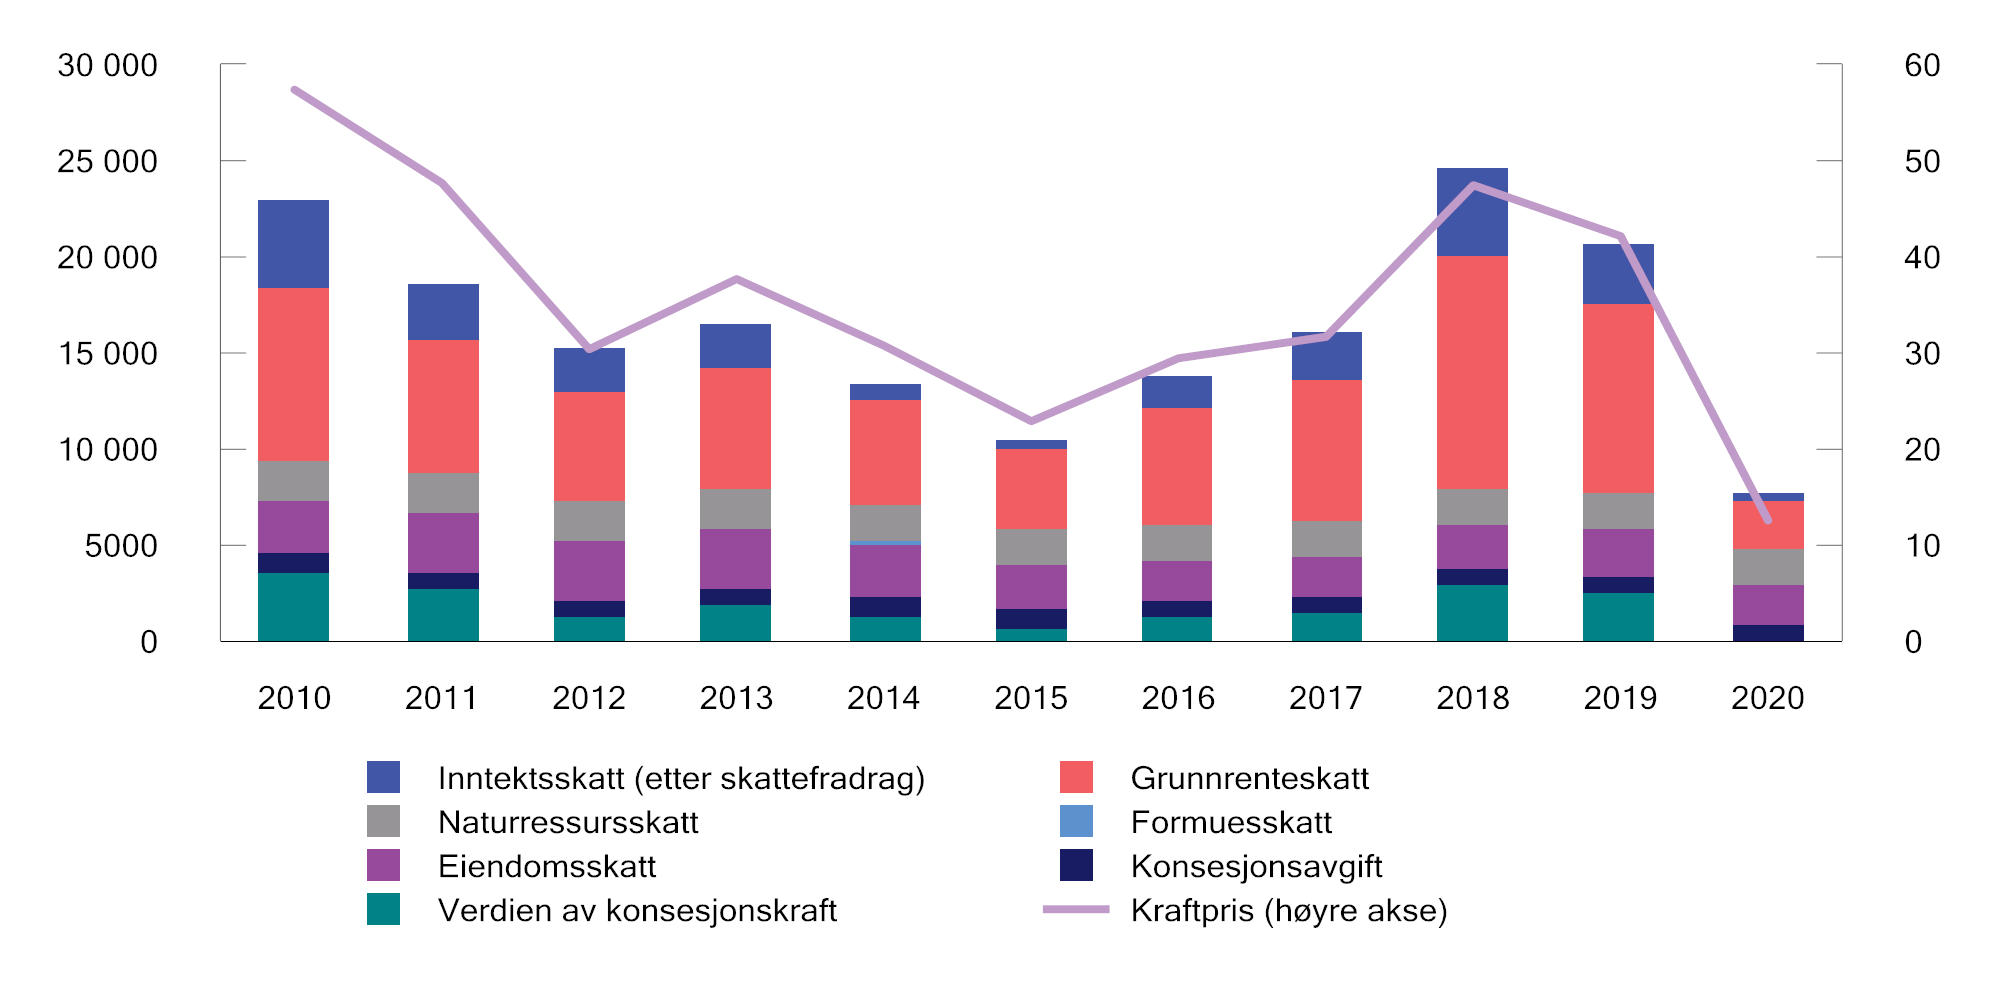 30 000
60
25 000
50
20 000
40
15 000
30
10 000
20
5000
10
0
0
2010 2011 2012 2013 2014 2015 2016 2017 2018 2019 2020
Inntektsskatt (etter skattefradrag)
Grunnrenteskatt
Naturressursskatt
Formuesskatt
Eiendomsskatt
Konsesjonsavgift
Verdien av konsesjonskraft
Kraftpris (høyre akse)